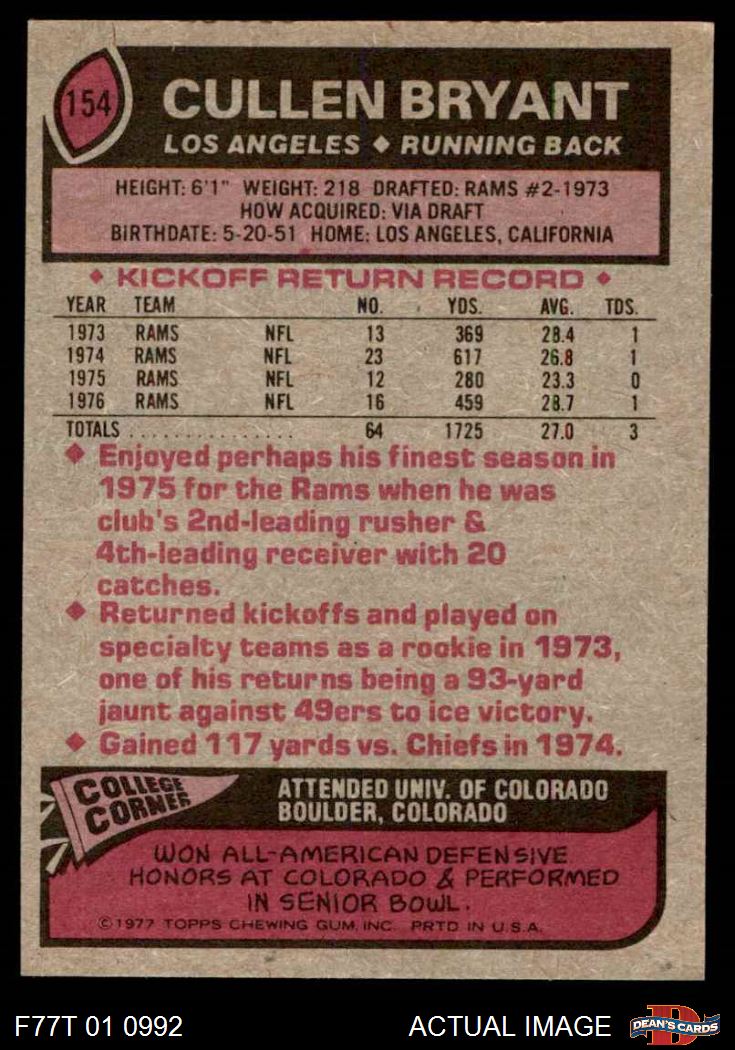 154
CULLEN BRYANT
LOS ANGELES ◆ RUNNING BACK
HEIGHT: 6'1" WEIGHT: 218 DRAFTED: RAMS #2-1973
HOW ACQUIRED: VIA DRAFT
BIRTHDATE: 5-20-51 HOME: LOS ANGELES, CALIFORNIA
◆ KICKOFF RETURN RECORD ◆
YEAR TEAM NO. YDS. AVG. TDS.
1973 RAMS NFL 13 369 28.4 1
1974 RAMS NFL 23 617 26.8 1
1975 RAMS NFL 12 280 23.3 0
1976 RAMS NFL 16 459 28.7 1
TOTALS ................ 64 1725 27.0 3
◆ Enjoyed perhaps his finest season in
1975 for the Rams when he was
club's 2nd-leading rusher &
4th-leading receiver with 20
catches.
◆ Returned kickoffs and played on
specialty teams as a rookie in 1973,
one of his returns being a 93-yard
jaunt against 49ers to ice victory.
◆ Gained 117 yards vs. Chiefs in 1974.
COLLEGE
CORNER
ATTENDED UNIV. OF COLORADO
BOULDER, COLORADO
WON ALL-AMERICAN DEFENSIVE
HONORS AT COLORADO & PERFORMED
IN SENIOR BOWL.
© 1977 TOPPS CHEWING GUM, INC. PRTD IN U.S.A.
F77T 01 0992
ACTUAL IMAGE
D
DEAN'S CARDS